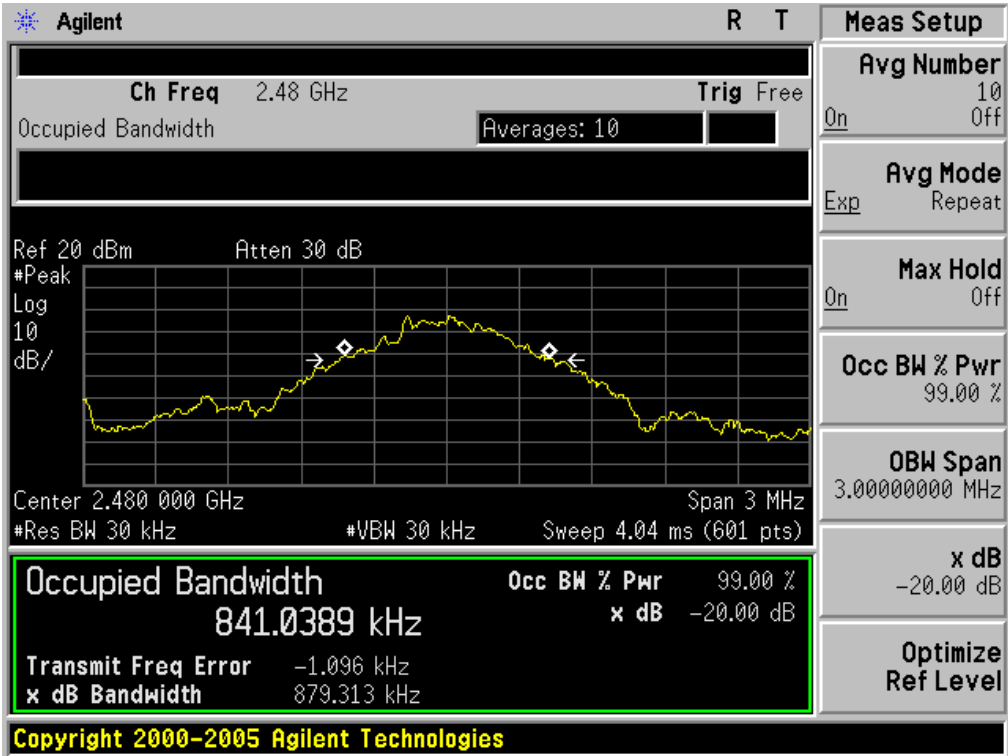 Agilent R T
Ch Freq 2.48 GHz Trig Free
Occupied Bandwidth Averages: 10
Ref 20 dBm Atten 30 dB
#Peak
Log
10
dB/
Center 2.480 000 GHz Span 3 MHz
#Res BW 30 kHz #VBW 30 kHz Sweep 4.04 ms (601 pts)
Occupied Bandwidth
841.0389 kHz
Occ BW % Pwr 99.00 %
x dB -20.00 dB
Transmit Freq Error -1.096 kHz
x dB Bandwidth 879.313 kHz
Copyright 2000-2005 Agilent Technologies
Meas Setup
Avg Number
10
On Off
Avg Mode
Exp Repeat
Max Hold
On Off
Occ BW % Pwr
99.00 %
OBW Span
3.00000000 MHz
x dB
-20.00 dB
Optimize
Ref Level